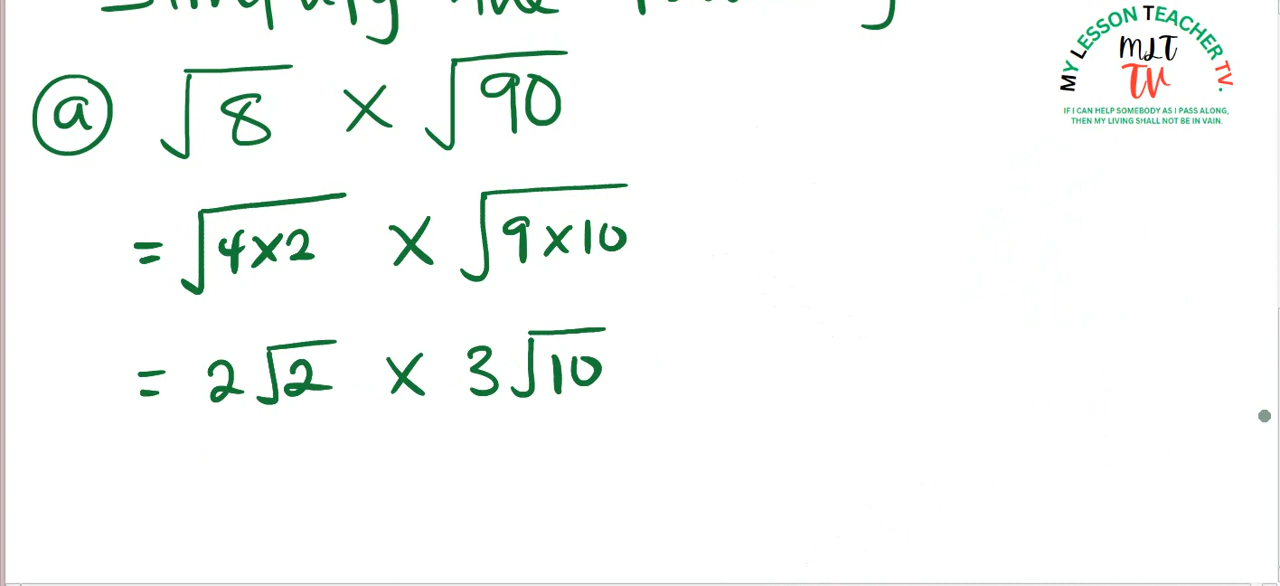 MY LESSON TEACHER TV.
MLT
TV
IF I CAN HELP SOMEBODY AS I PASS ALONG,
THEN MY LIVING SHALL NOT BE IN VAIN.
ⓐ √8 × √90
= √4×2 × √9×10
= 2√2 × 3√10